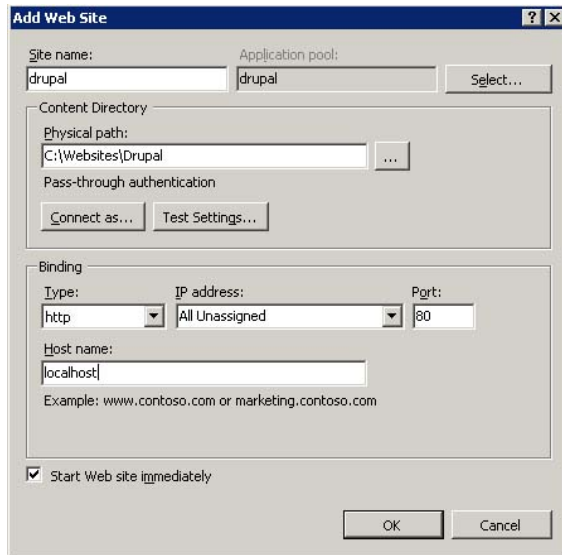 Add Web Site
Site name:
Application pool:
drupal
drupal
Select...
Content Directory
Physical path:
C:\Websites\Drupal
...
Pass-through authentication
Connect as...
Test Settings...
Binding
Type:
IP address:
Port:
http
All Unassigned
80
Host name:
localhost
Example: www.contoso.com or marketing.contoso.com
Start Web site immediately
OK
Cancel